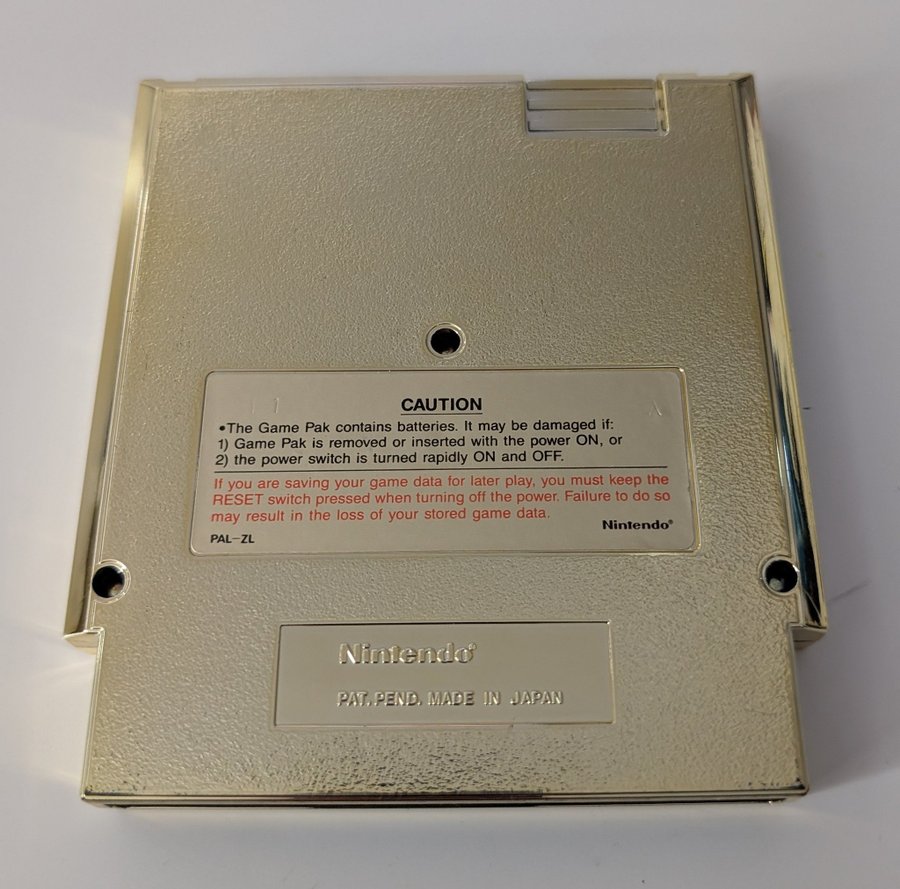 CAUTION
•The Game Pak contains batteries. It may be damaged if:
1) Game Pak is removed or inserted with the power ON, or
2) the power switch is turned rapidly ON and OFF.
If you are saving your game data for later play, you must keep the
RESET switch pressed when turning off the power. Failure to do so
may result in the loss of your stored game data.
Nintendo®
PAL-ZL
Nintendo®
PAT. PEND. MADE IN JAPAN